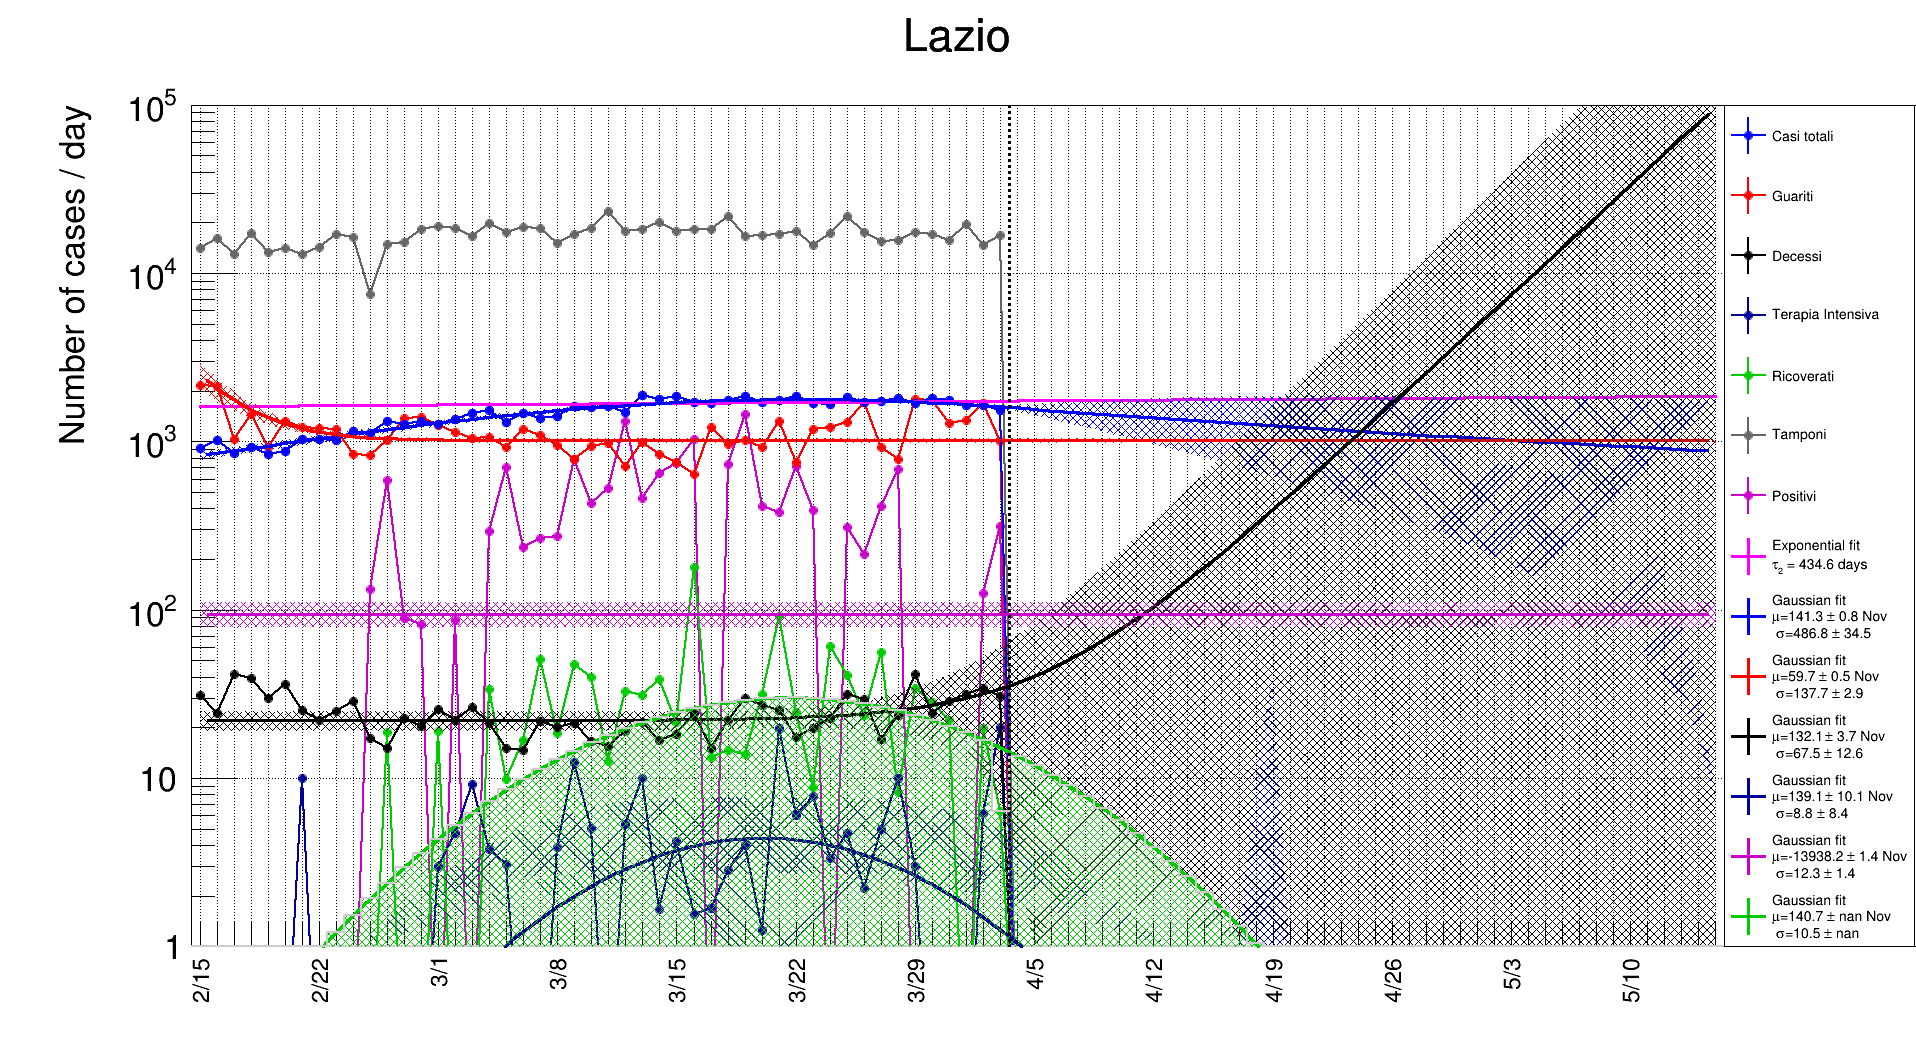 Lazio
Number of cases / day
10^5
10^4
10^3
10^2
10
1
2/15
2/22
3/1
3/8
3/15
3/22
3/29
4/5
4/12
4/19
4/26
5/3
5/10
Casi totali
Guariti
Decessi
Terapia Intensiva
Ricoverati
Tamponi
Positivi
Exponential fit
τ₂ = 434.6 days
Gaussian fit
μ=141.3 ± 0.8 Nov
σ=486.8 ± 34.5
Gaussian fit
μ=59.7 ± 0.5 Nov
σ=137.7 ± 2.9
Gaussian fit
μ=132.1 ± 3.7 Nov
σ=67.5 ± 12.6
Gaussian fit
μ=139.1 ± 10.1 Nov
σ=8.8 ± 8.4
Gaussian fit
μ=-13938.2 ± 1.4 Nov
σ=12.3 ± 1.4
Gaussian fit
μ=140.7 ± nan Nov
σ=10.5 ± nan